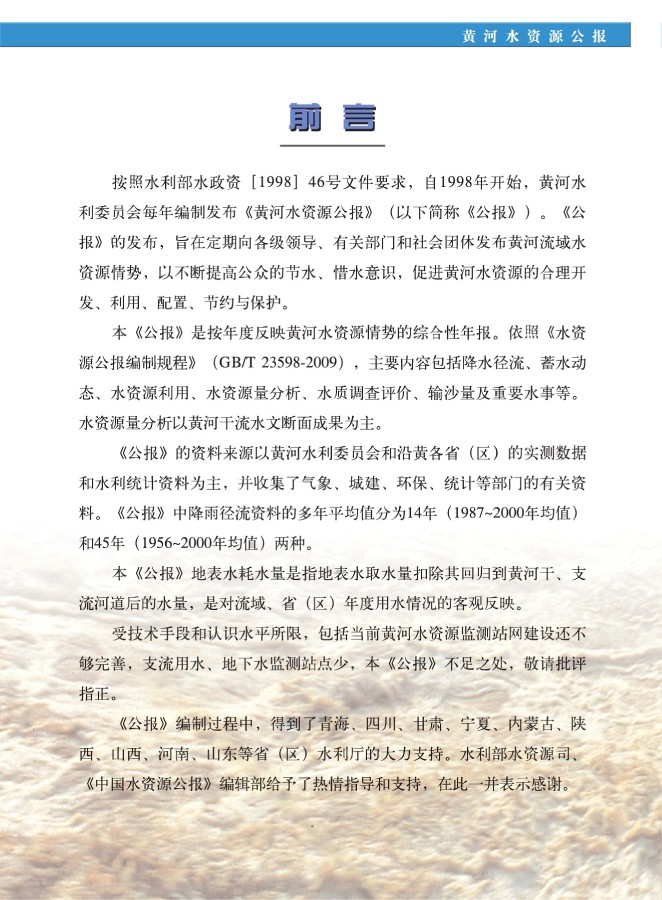 黄河水资源公报
前言
按照水利部水政资［1998］46号文件要求，自1998年开始，黄河水
利委员会每年编制发布《黄河水资源公报》（以下简称《公报》）。《公
报》的发布，旨在定期向各级领导、有关部门和社会团体发布黄河流域水
资源情势，以不断提高公众的节水、惜水意识，促进黄河水资源的合理开
发、利用、配置、节约与保护。
本《公报》是按年度反映黄河水资源情势的综合性年报。依照《水资
源公报编制规程》（GB/T 23598-2009），主要内容包括降水径流、蓄水动
态、水资源利用、水资源量分析、水质调查评价、输沙量及重要水事等。
水资源量分析以黄河干流水文断面成果为主。
《公报》的资料来源以黄河水利委员会和沿黄各省（区）的实测数据
和水利统计资料为主，并收集了气象、城建、环保、统计等部门的有关资
料。《公报》中降雨径流资料的多年平均值分为14年（1987~2000年均值）
和45年（1956~2000年均值）两种。
本《公报》地表水耗水量是指地表水取水量扣除其回归到黄河干、支
流河道后的水量，是对流域、省（区）年度用水情况的客观反映。
受技术手段和认识水平所限，包括当前黄河水资源监测站网建设还不
够完善，支流用水、地下水监测站点少，本《公报》不足之处，敬请批评
指正。
《公报》编制过程中，得到了青海、四川、甘肃、宁夏、内蒙古、陕
西、山西、河南、山东等省（区）水利厅的大力支持。水利部水资源司、
《中国水资源公报》编辑部给予了热情指导和支持，在此一并表示感谢。